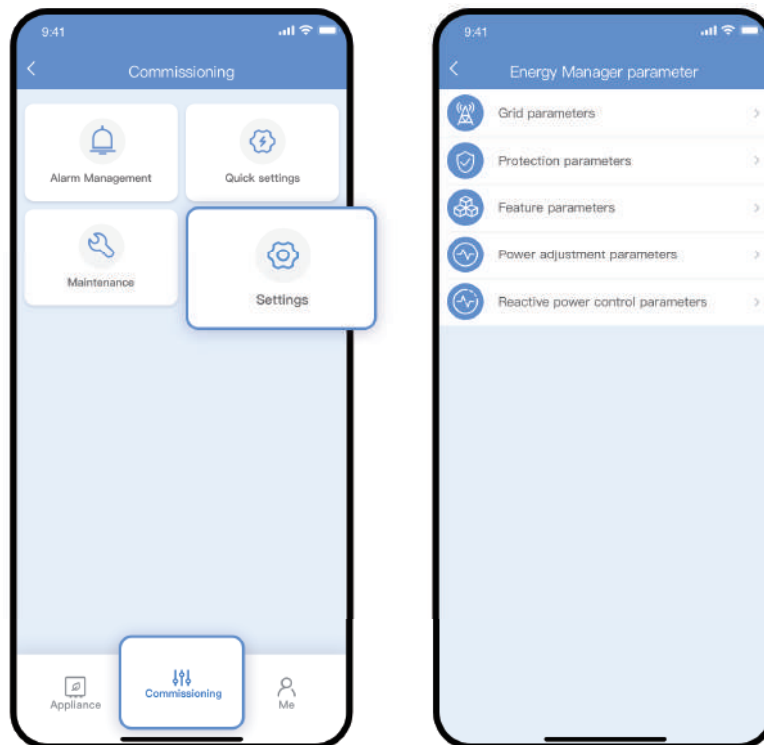 9:41
Commissioning
Alarm Management
Quick settings
Maintenance
Settings
Appliance
Commissioning
Me
9:41
Energy Manager parameter
Grid parameters
Protection parameters
Feature parameters
Power adjustment parameters
Reactive power control parameters